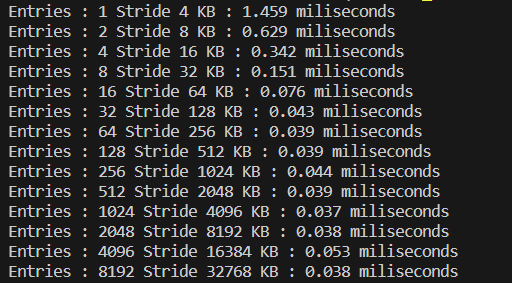 Entries : 1 Stride 4 KB : 1.459 miliseconds
Entries : 2 Stride 8 KB : 0.629 miliseconds
Entries : 4 Stride 16 KB : 0.342 miliseconds
Entries : 8 Stride 32 KB : 0.151 miliseconds
Entries : 16 Stride 64 KB : 0.076 miliseconds
Entries : 32 Stride 128 KB : 0.043 miliseconds
Entries : 64 Stride 256 KB : 0.039 miliseconds
Entries : 128 Stride 512 KB : 0.039 miliseconds
Entries : 256 Stride 1024 KB : 0.044 miliseconds
Entries : 512 Stride 2048 KB : 0.039 miliseconds
Entries : 1024 Stride 4096 KB : 0.037 miliseconds
Entries : 2048 Stride 8192 KB : 0.038 miliseconds
Entries : 4096 Stride 16384 KB : 0.053 miliseconds
Entries : 8192 Stride 32768 KB : 0.038 miliseconds